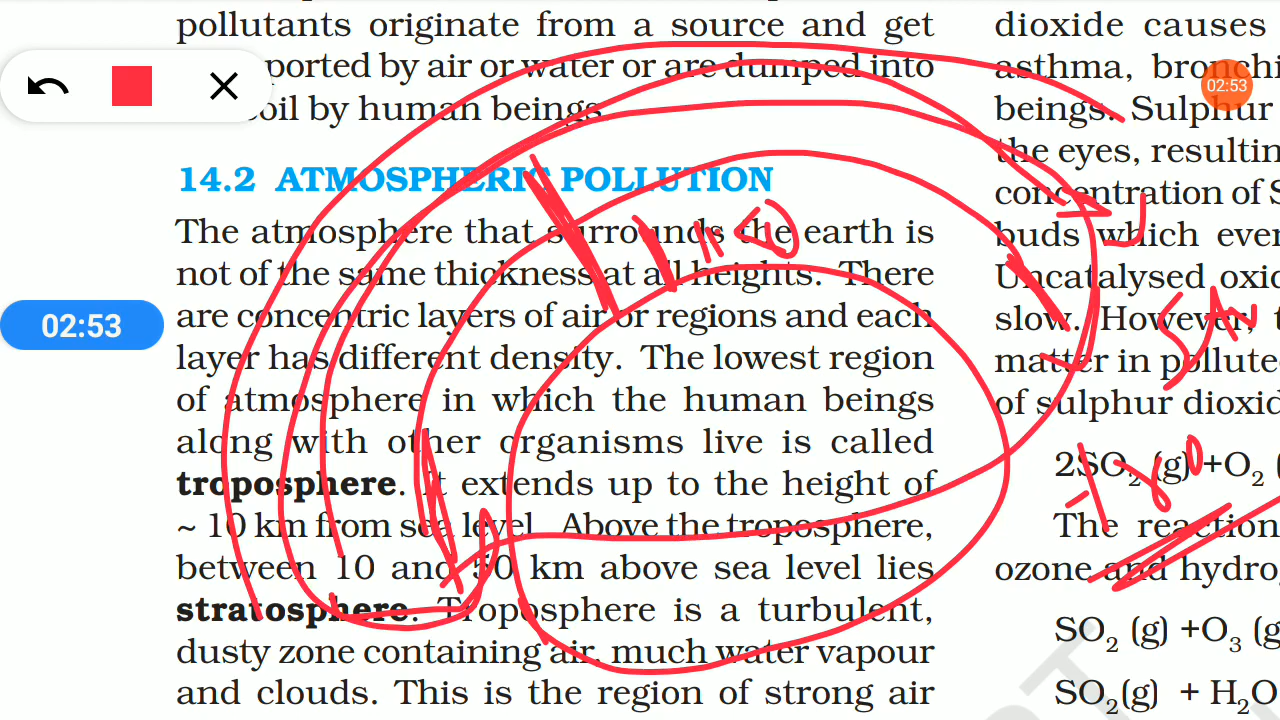 pollutants originate from a source and get
ported by air or water or are dumped into
oil by human beings.
14.2 ATMOSPHERIC POLLUTION
The atmosphere that surrounds the earth is
not of the same thickness at all heights. There
are concentric layers of air or regions and each
layer has different density. The lowest region
of atmosphere in which the human beings
along with other organisms live is called
troposphere. It extends up to the height of
~ 10 km from sea level. Above the troposphere,
between 10 and 50 km above sea level lies
stratosphere. Troposphere is a turbulent,
dusty zone containing air, much water vapour
and clouds. This is the region of strong air
dioxide causes
asthma, bronchi
beings. Sulphur
the eyes, resultin
concentration of S
buds which ever
Uncatalysed oxid
slow. However, t
matter in pollute
of sulphur dioxid
2SO₂ (g) +O₂ (
The reaction
ozone and hydro
SO₂ (g) +O₃ (g
SO₂(g) + H₂O
02:53
02:53